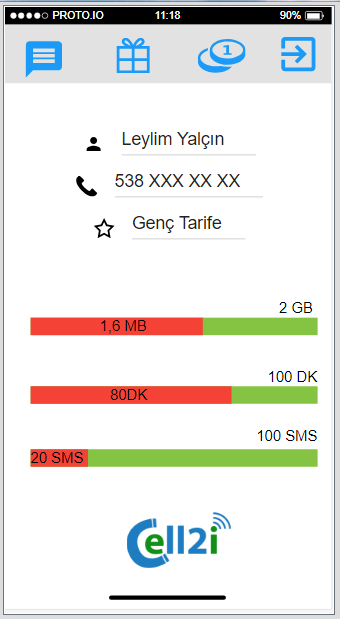 PROTO.IO 11:18 90%
1
Leylim Yalçın
538 XXX XX XX
Genç Tarife
2 GB
1,6 MB
100 DK
80DK
100 SMS
20 SMS
Cell2i